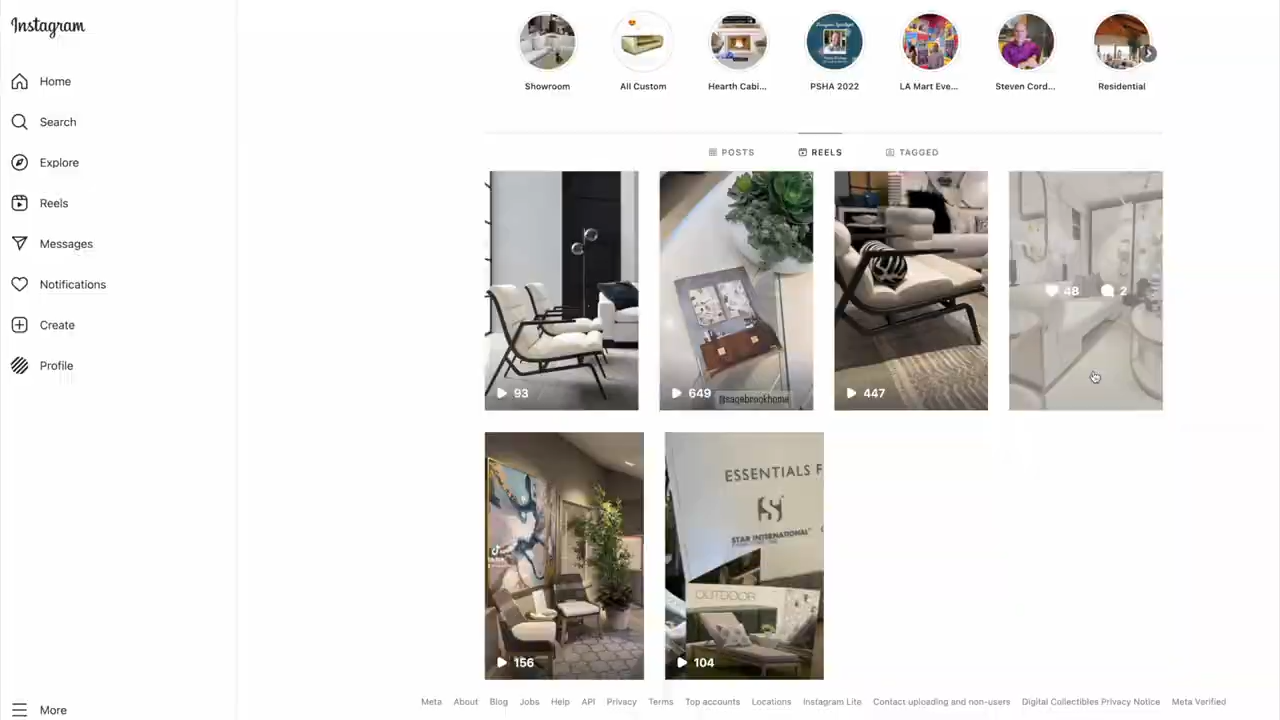 Instagram
Home
Search
Explore
Reels
Messages
Notifications
Create
Profile
More
Showroom
All Custom
Hearth Cabi...
PSHA 2022
LA Mart Eve...
Steven Cord...
Residential
POSTS
REELS
TAGGED
93
649
@sagebrookhome
447
48
2
156
ESSENTIALS F
STAR INTERNATIONAL
OUTDOOR
104
Meta About Blog Jobs Help API Privacy Terms Top accounts Locations Instagram Lite Contact uploading and non-users Digital Collectibles Privacy Notice Meta Verified